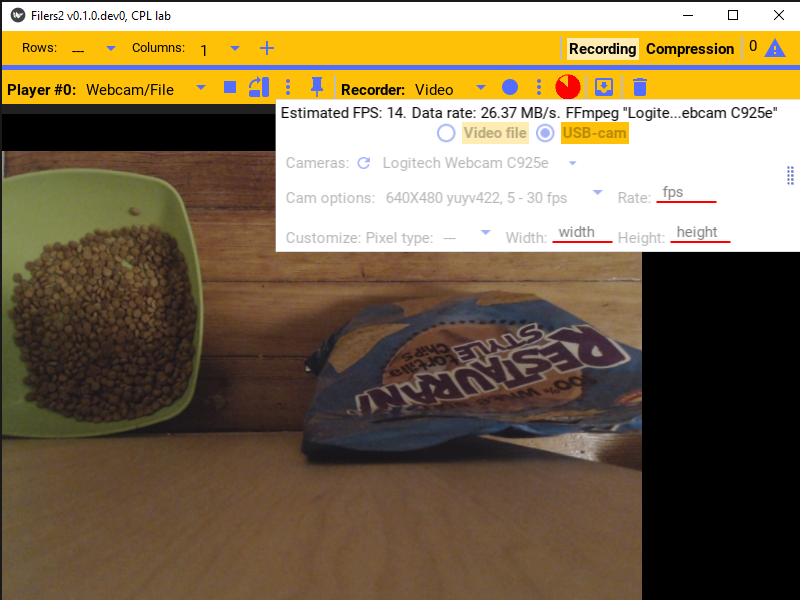 Filers2 v0.1.0.dev0, CPL lab
Rows: --- Columns: 1 Recording Compression 0
Player #0: Webcam/File Recorder: Video
Estimated FPS: 14. Data rate: 26.37 MB/s. FFmpeg "Logite...ebcam C925e"
Video file USB-cam
Cameras: Logitech Webcam C925e
Cam options: 640X480 yuyv422, 5 - 30 fps Rate: fps
Customize: Pixel type: --- Width: width Height: height
RESTAURANT
STYLE
Tortilla
CHiPS
100% Whi